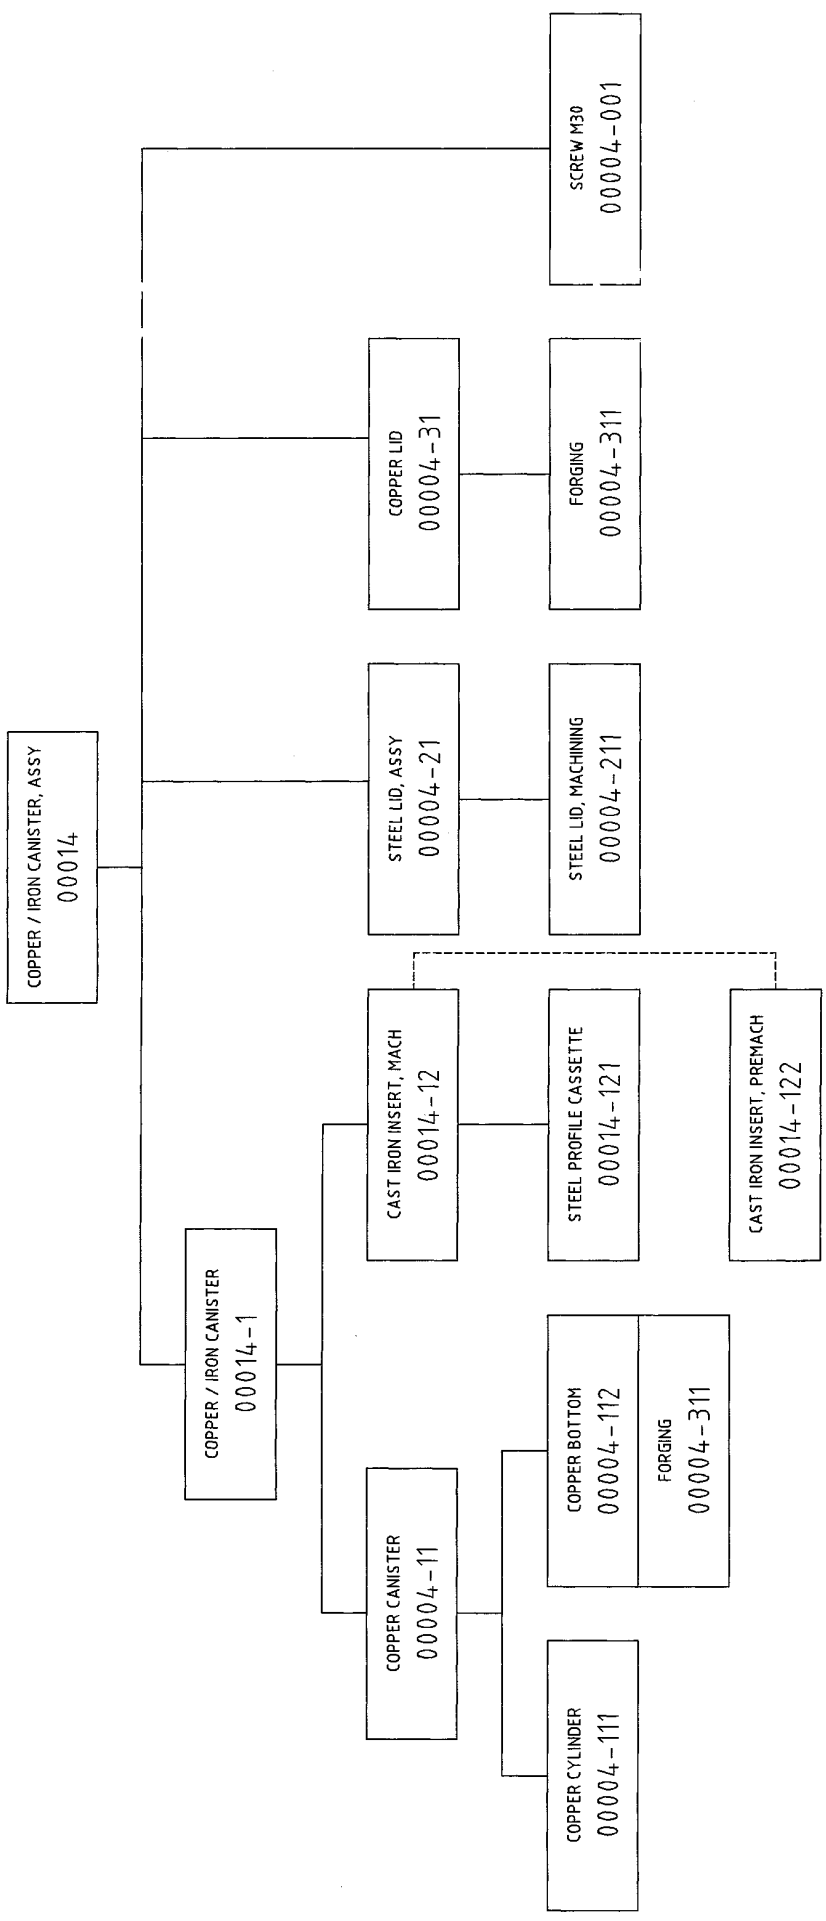 COPPER / IRON CANISTER, ASSY
00014
COPPER / IRON CANISTER
00014-1
COPPER CANISTER
00004-11
CAST IRON INSERT, MACH
00014-12
STEEL LID, ASSY
00004-21
COPPER LID
00004-31
COPPER CYLINDER
00004-111
COPPER BOTTOM
00004-112
FORGING
00004-311
STEEL PROFILE CASSETTE
00014-121
STEEL LID, MACHINING
00004-211
FORGING
00004-311
SCREW M30
00004-001
CAST IRON INSERT, PREMACH
00014-122